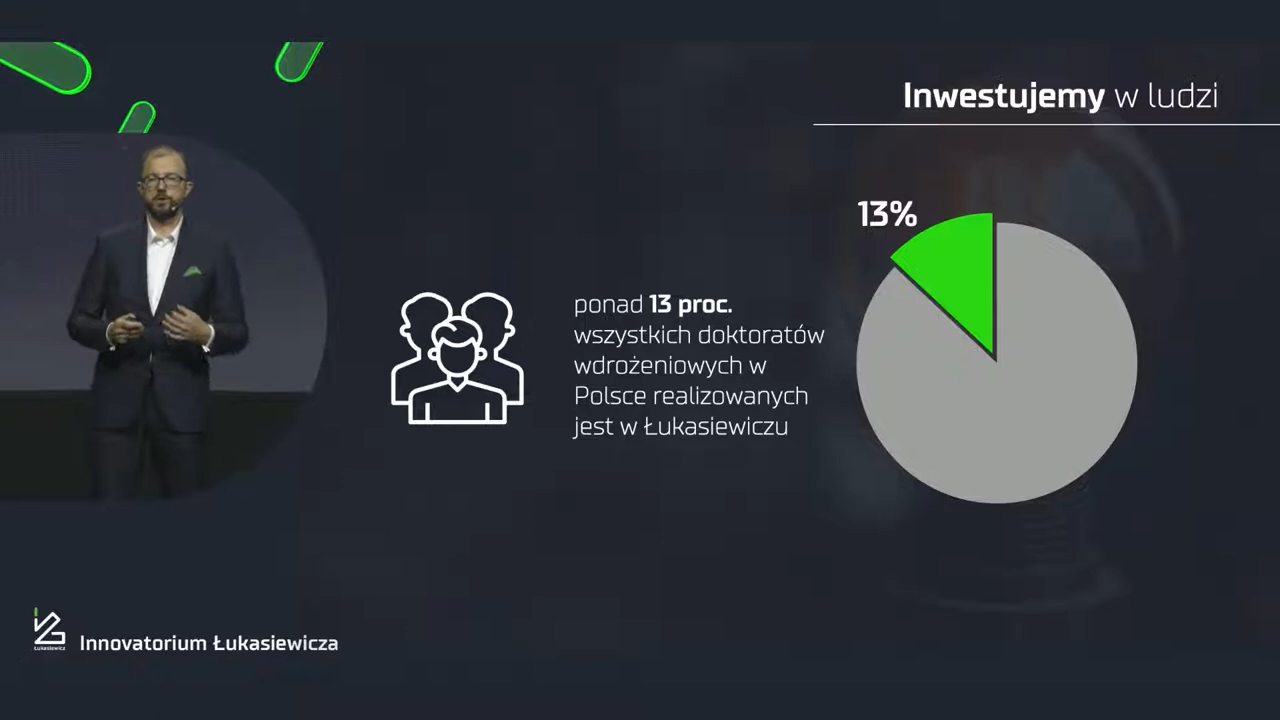 Inwestujemy w ludzi
13%
ponad 13 proc.
wszystkich doktoratów
wdrożeniowych w
Polsce realizowanych
jest w Łukasiewiczu
Łukasiewicz
Innovatorium Łukasiewicza